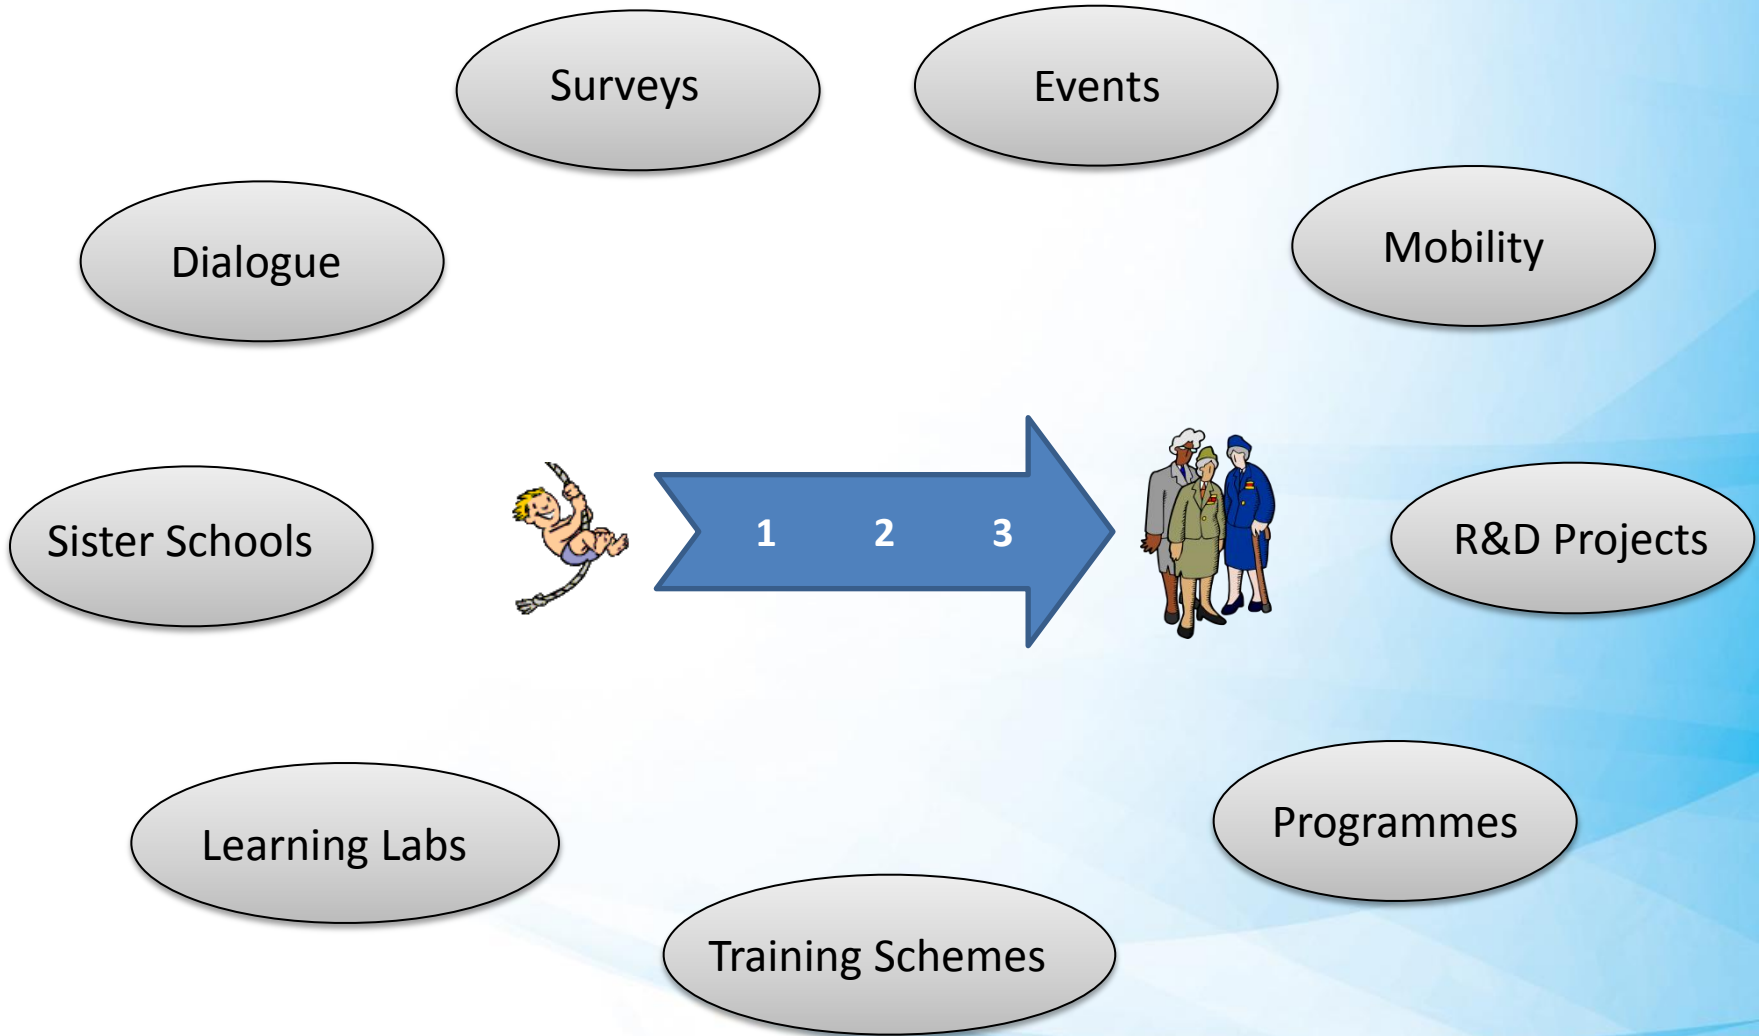 Surveys
Events
Dialogue
Mobility
Sister Schools
1 2 3
R&D Projects
Learning Labs
Programmes
Training Schemes